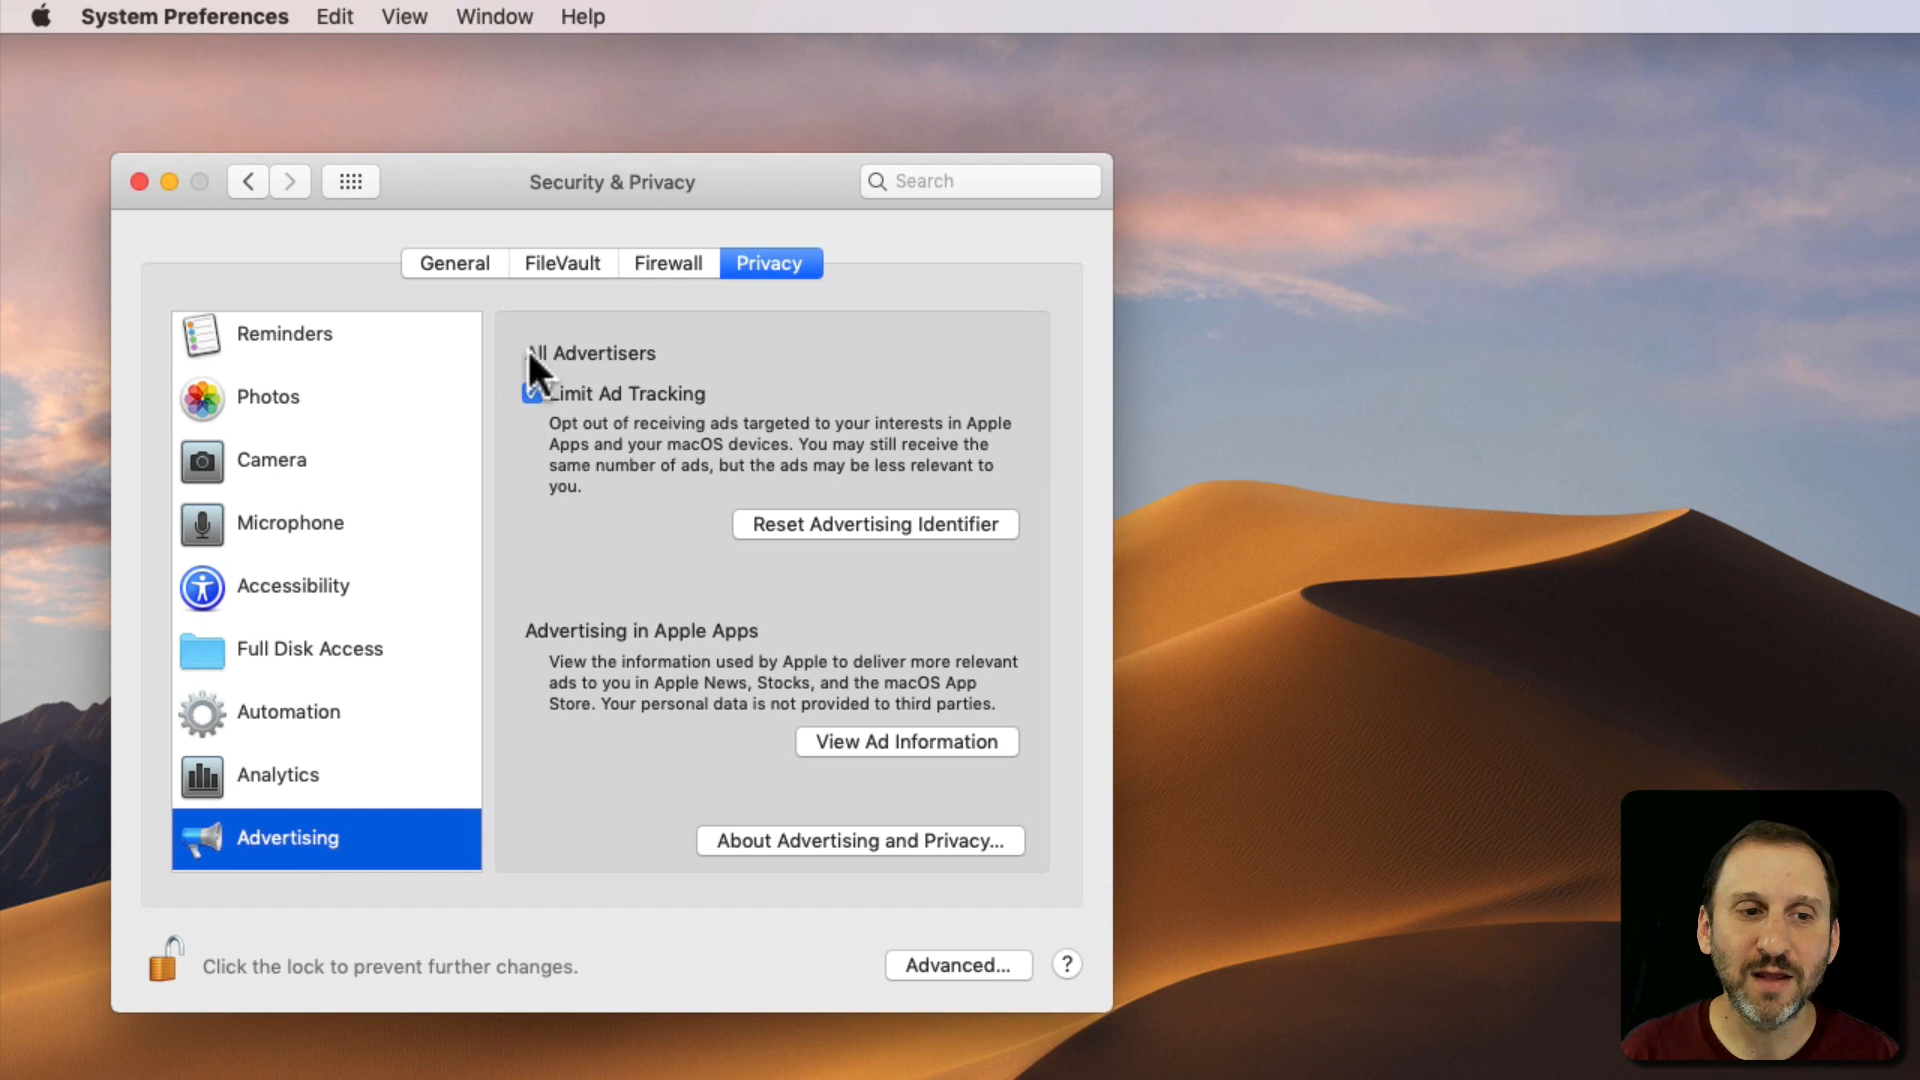 System Preferences Edit View Window Help
Security & Privacy
Search
General FileVault Firewall Privacy
Reminders
Photos
Camera
Microphone
Accessibility
Full Disk Access
Automation
Analytics
Advertising
All Advertisers
Limit Ad Tracking
Opt out of receiving ads targeted to your interests in Apple
Apps and your macOS devices. You may still receive the
same number of ads, but the ads may be less relevant to
you.
Reset Advertising Identifier
Advertising in Apple Apps
View the information used by Apple to deliver more relevant
ads to you in Apple News, Stocks, and the macOS App
Store. Your personal data is not provided to third parties.
View Ad Information
About Advertising and Privacy...
Click the lock to prevent further changes.
Advanced...
?